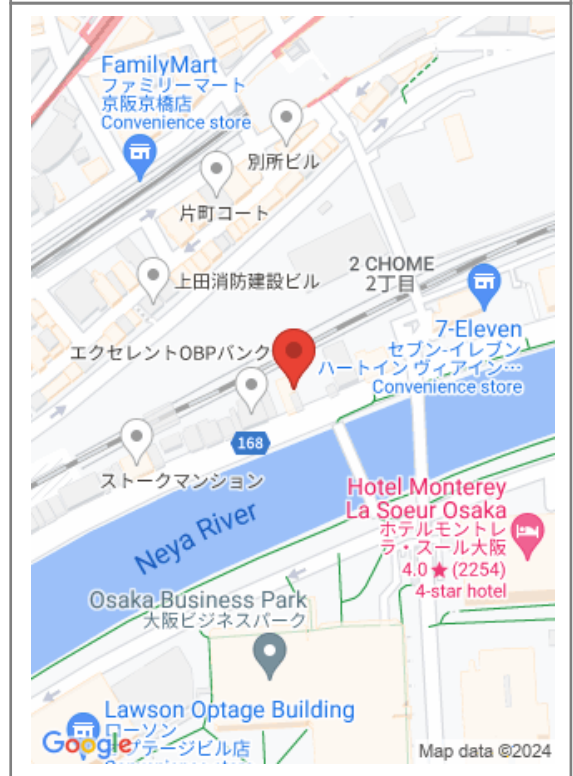 FamilyMart
ファミリーマート
京阪京橋店
Convenience store
別所ビル
片町コート
上田消防建設ビル
2 CHOME
2丁目
7-Eleven
セブン-イレブン
ハートイン ヴィアイン…
Convenience store
エクセレントOBPバンク
168
ストークマンション
Neya River
Hotel Monterey
La Soeur Osaka
ホテルモントレ
ラ・スール大阪
4.0 ★ (2254)
4-star hotel
Osaka Business Park
大阪ビジネスパーク
Lawson Optage Building
ローソン
プテージビル店
Google
Map data ©2024